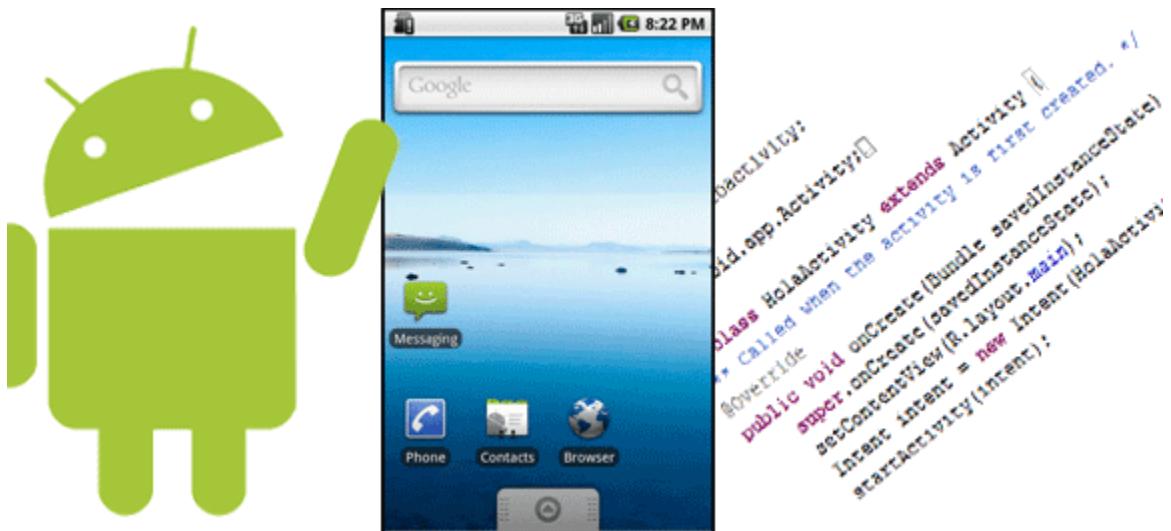 3G
8:22 PM
Google
Messaging
Phone
Contacts
Browser
activity;
.app.Activity;
class HolaActivity extends Activity {
Called when the activity is first created. */
@Override
public void onCreate(Bundle savedInstanceState)
super.onCreate(savedInstanceState);
setContentView(R.layout.main);
Intent intent = new Intent(HolaActivi
startActivity(intent);